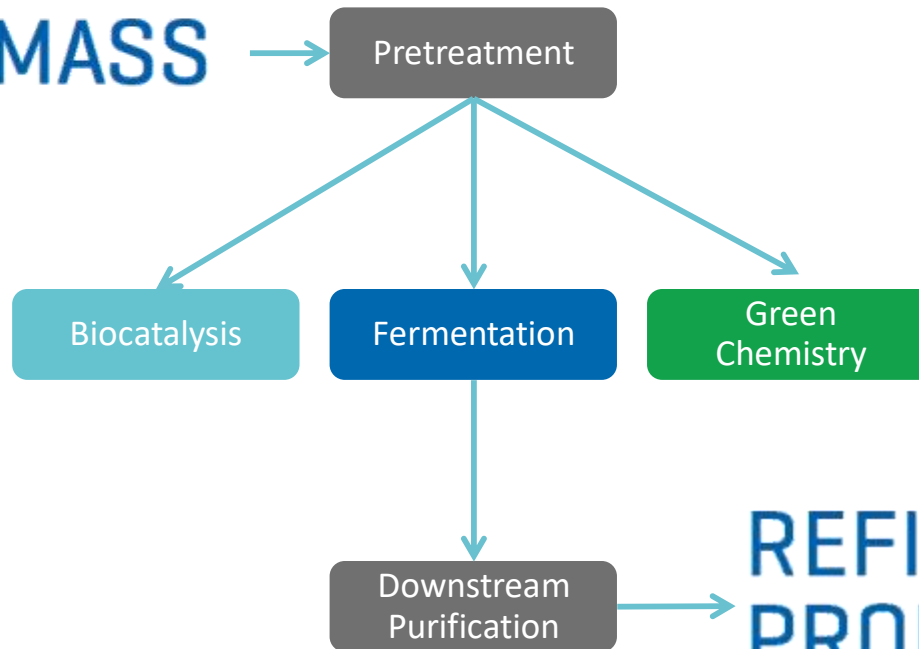 MASS
Pretreatment
Biocatalysis
Fermentation
Green
Chemistry
REFI
Downstream
Purification